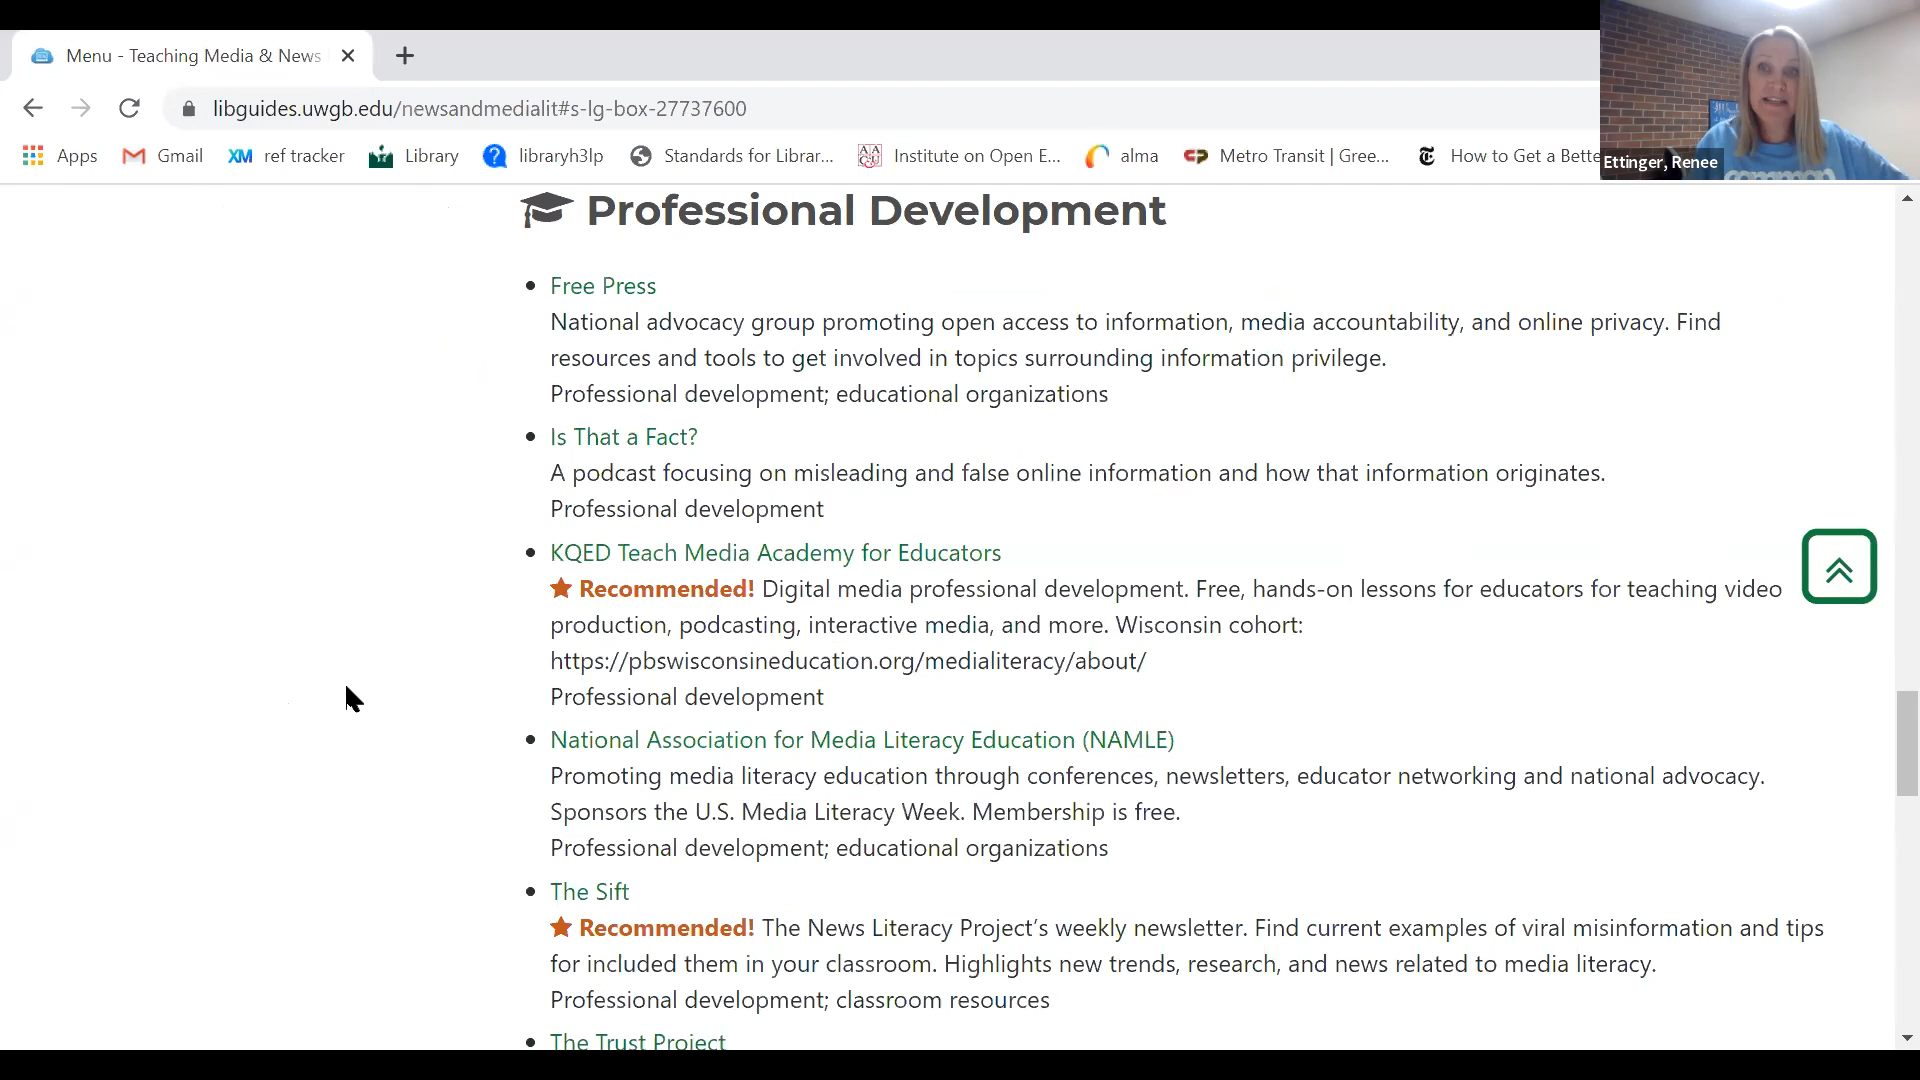 Menu - Teaching Media & News
libguides.uwgb.edu/newsandmedialit#s-lg-box-27737600
Apps Gmail XM ref tracker Library ? libraryh3lp Standards for Librar... AAC&U Institute on Open E... alma Metro Transit | Gree... T How to Get a Bette
Ettinger, Renee
common
Professional Development
• Free Press
National advocacy group promoting open access to information, media accountability, and online privacy. Find
resources and tools to get involved in topics surrounding information privilege.
Professional development; educational organizations
• Is That a Fact?
A podcast focusing on misleading and false online information and how that information originates.
Professional development
• KQED Teach Media Academy for Educators
Recommended! Digital media professional development. Free, hands-on lessons for educators for teaching video
production, podcasting, interactive media, and more. Wisconsin cohort:
https://pbswisconsineducation.org/medialiteracy/about/
Professional development
• National Association for Media Literacy Education (NAMLE)
Promoting media literacy education through conferences, newsletters, educator networking and national advocacy.
Sponsors the U.S. Media Literacy Week. Membership is free.
Professional development; educational organizations
• The Sift
Recommended! The News Literacy Project’s weekly newsletter. Find current examples of viral misinformation and tips
for included them in your classroom. Highlights new trends, research, and news related to media literacy.
Professional development; classroom resources
• The Trust Project